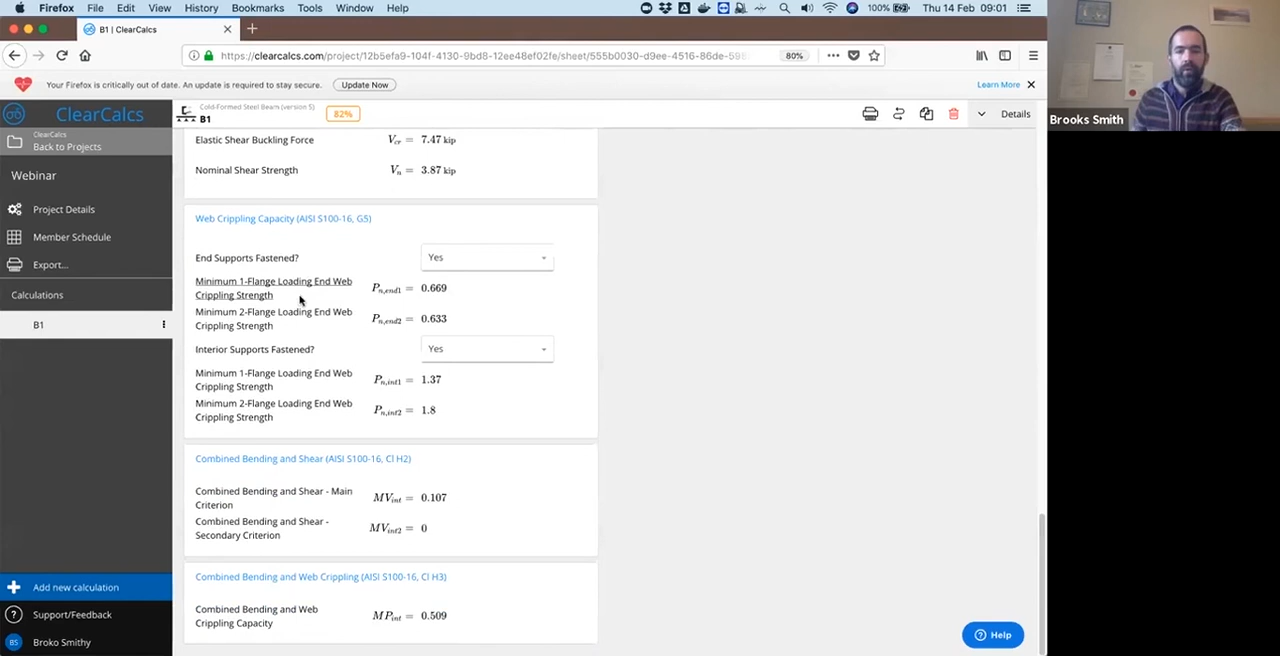 Firefox File Edit View History Bookmarks Tools Window Help
100% Thu 14 Feb 09:01
B1 | ClearCalcs
https://clearcalcs.com/project/12b5efa9-104f-4130-9bd8-12ee48ef02fe/sheet/555b0030-d9ee-4516-86de-59 80%
Your Firefox is critically out of date. An update is required to stay secure. Update Now Learn More
ClearCalcs
ClearCalcs
Back to Projects
Webinar
Project Details
Member Schedule
Export...
Calculations
B1
Add new calculation
Support/Feedback
BS Broko Smithy
Cold-Formed Steel Beam (version 5)
B1
82%
Details
Elastic Shear Buckling Force Vcr = 7.47 kip
Nominal Shear Strength Vn = 3.87 kip
Web Crippling Capacity (AISI S100-16, G5)
End Supports Fastened? Yes
Minimum 1-Flange Loading End Web
Crippling Strength Pn,end1 = 0.669
Minimum 2-Flange Loading End Web
Crippling Strength Pn,end2 = 0.633
Interior Supports Fastened? Yes
Minimum 1-Flange Loading End Web
Crippling Strength Pn,int1 = 1.37
Minimum 2-Flange Loading End Web
Crippling Strength Pn,int2 = 1.8
Combined Bending and Shear (AISI S100-16, Cl H2)
Combined Bending and Shear - Main
Criterion MVint = 0.107
Combined Bending and Shear -
Secondary Criterion MVint2 = 0
Combined Bending and Web Crippling (AISI S100-16, Cl H3)
Combined Bending and Web
Crippling Capacity MPint = 0.509
Help
Brooks Smith